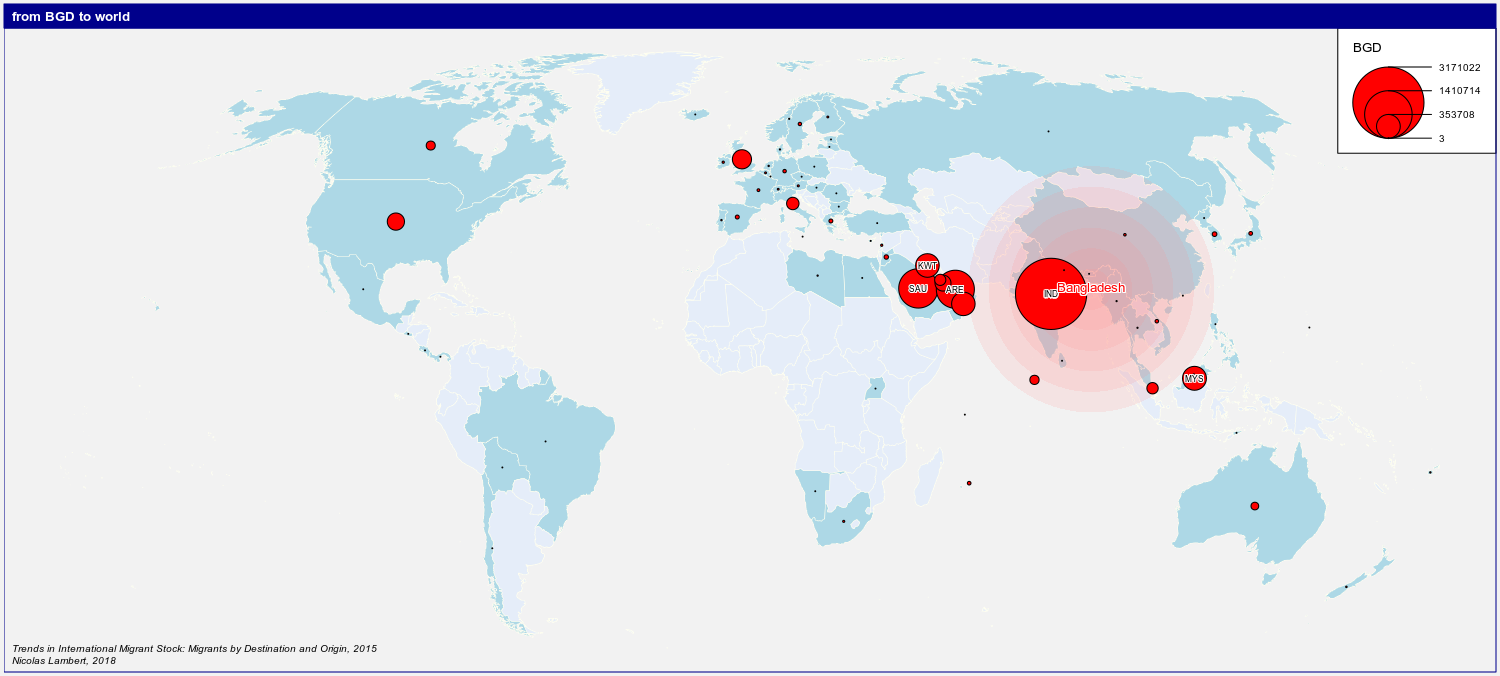 from BGD to world
BGD
3171022
1410714
353708
3
KWT
SAU
ARE
IND
Bangladesh
MYS
Trends in International Migrant Stock: Migrants by Destination and Origin, 2015
Nicolas Lambert, 2018